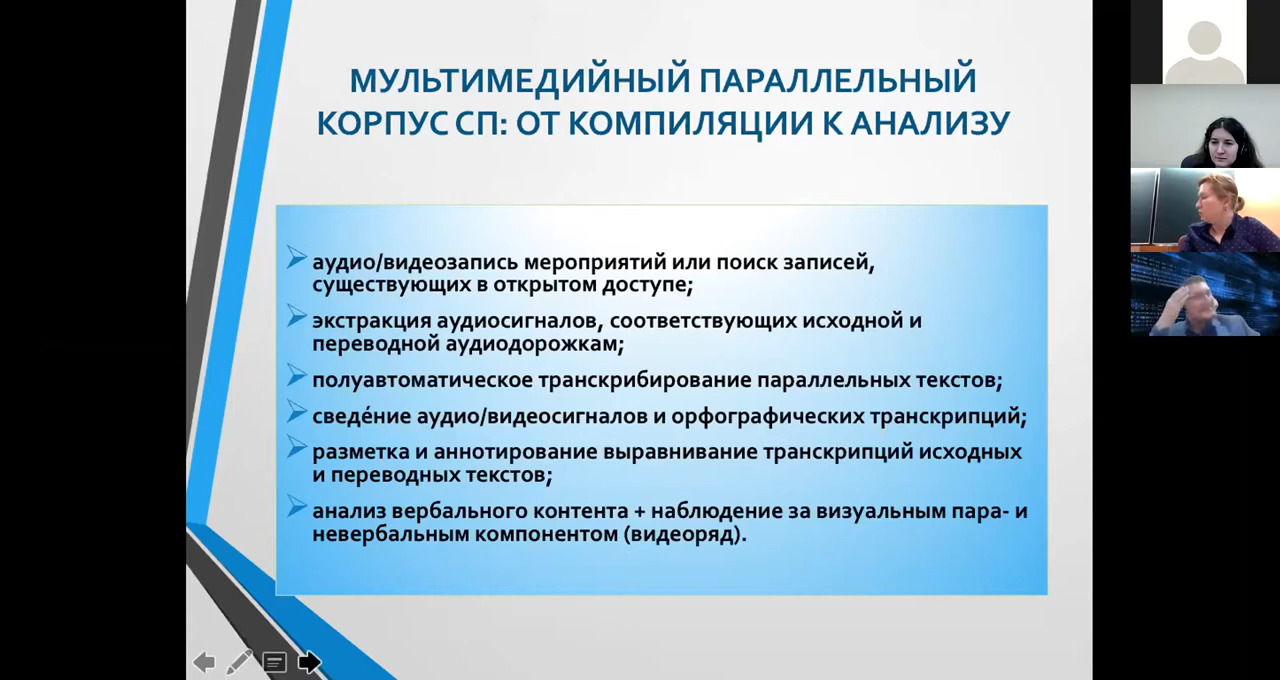 МУЛЬТИМЕДИЙНЫЙ ПАРАЛЛЕЛЬНЫЙ
КОРПУС СП: ОТ КОМПИЛЯЦИИ К АНАЛИЗУ
аудио/видеозапись мероприятий или поиск записей,
существующих в открытом доступе;
экстракция аудиосигналов, соответствующих исходной и
переводной аудиодорожкам;
полуавтоматическое транскрибирование параллельных текстов;
сведе́ние аудио/видеосигналов и орфографических транскрипций;
разметка и аннотирование выравнивание транскрипций исходных
и переводных текстов;
анализ вербального контента + наблюдение за визуальным пара- и
невербальным компонентом (видеоряд).